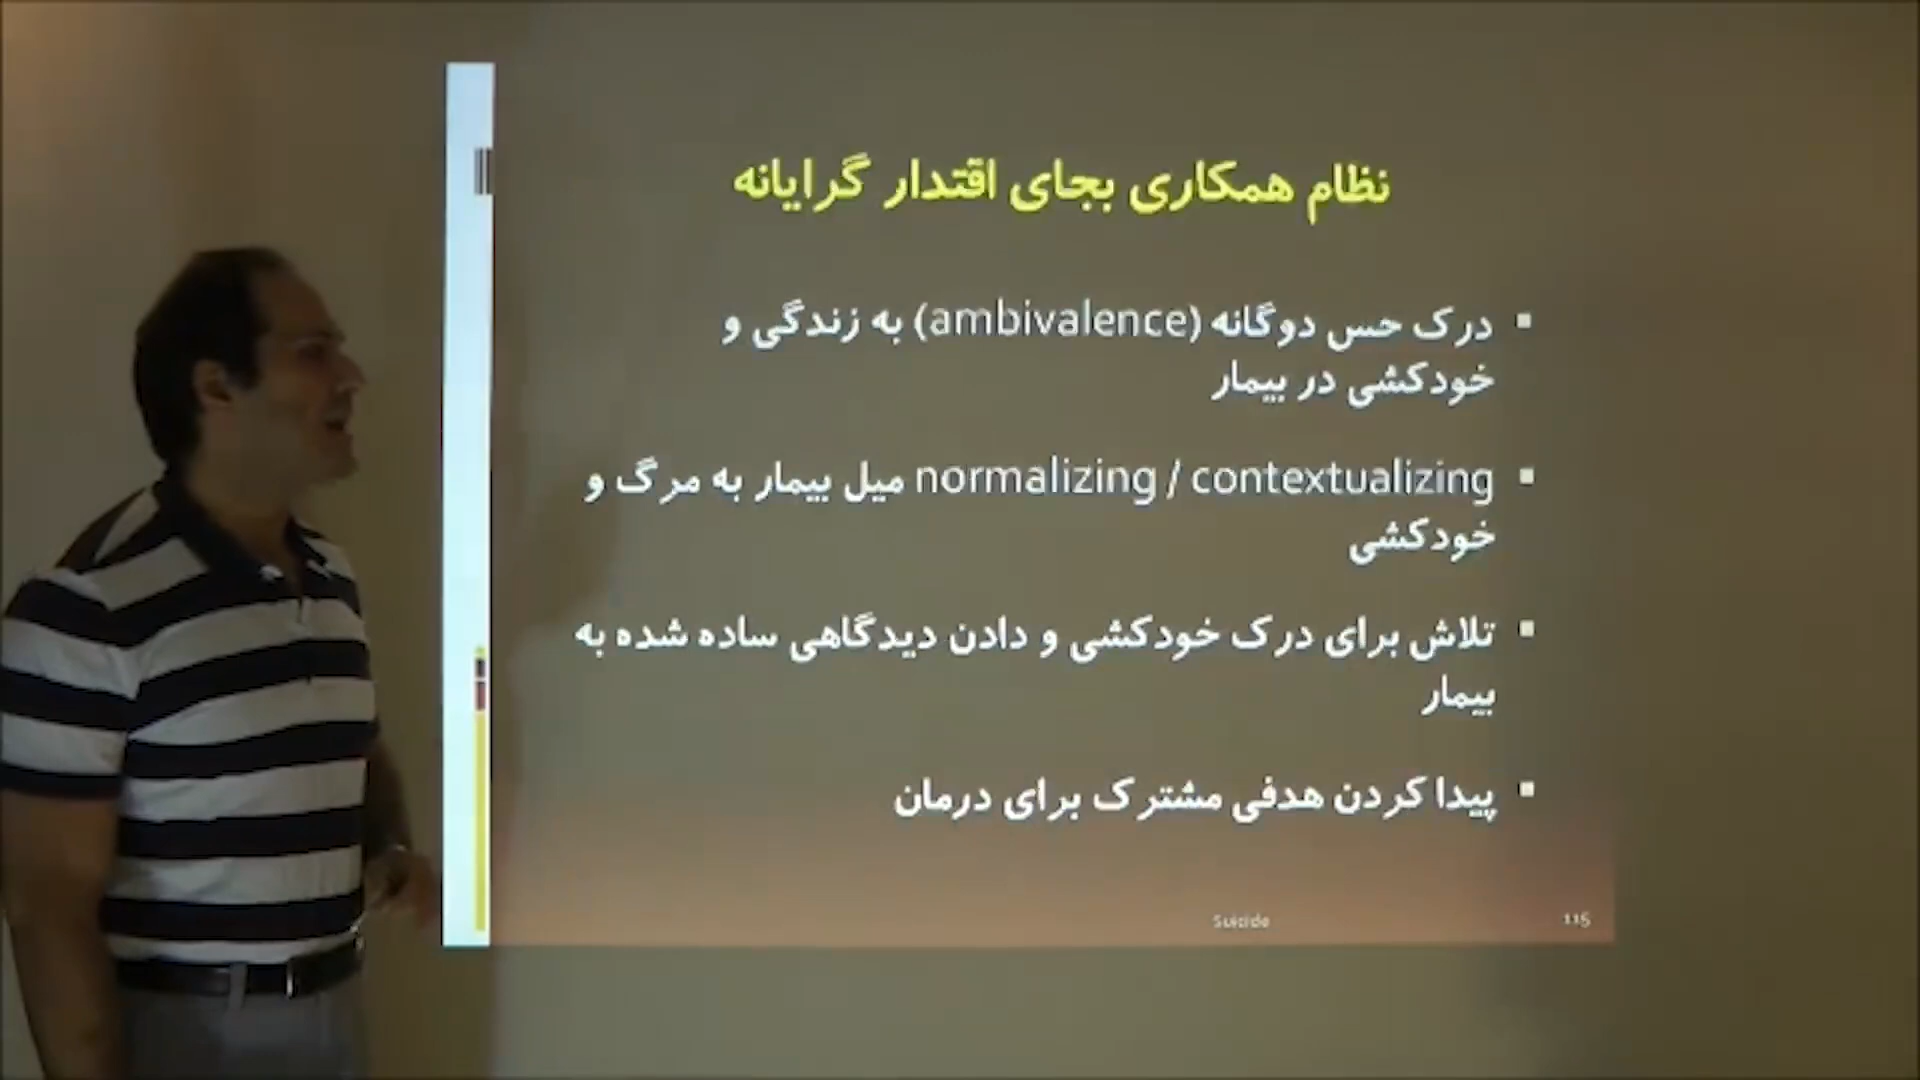 نظام همکاری بجای اقتدار گرایانه
درک حس دوگانه (ambivalence) به زندگی و
خودکشی در بیمار
normalizing / contextualizing میل بیمار به مرگ و
خودکشی
تلاش برای درک خودکشی و دادن دیدگاهی ساده شده به
بیمار
پیدا کردن هدفی مشترک برای درمان
Suicide
115